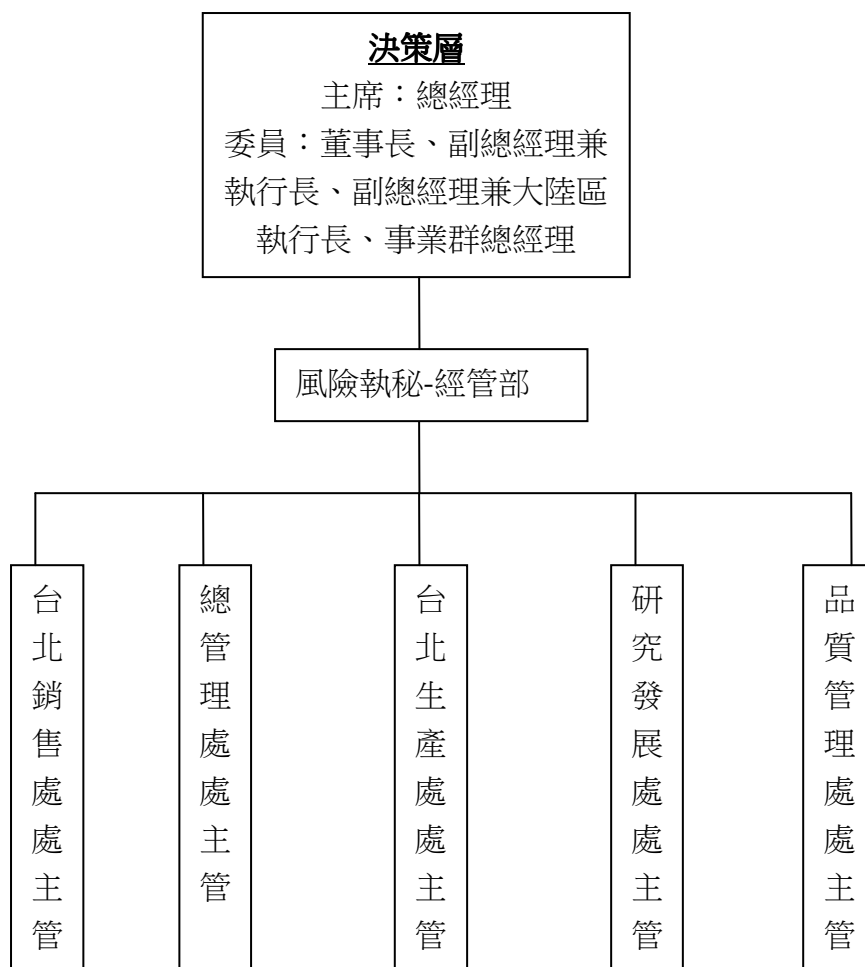 決策層
主席：總經理
委員：董事長、副總經理兼
執行長、副總經理兼大陸區
執行長、事業群總經理
風險執秘-經管部
台北銷售處處主管
總管理處處主管
台北生產處處主管
研究發展處處主管
品質管理處處主管